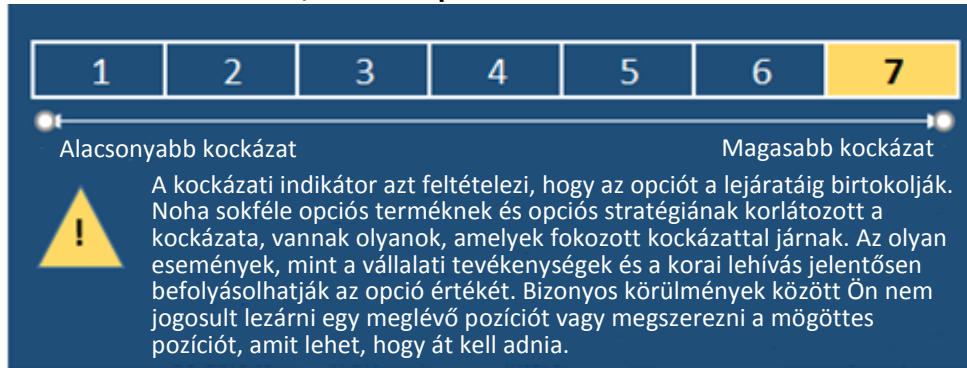 1 2 3 4 5 6 7
Alacsonyabb kockázat Magasabb kockázat
A kockázati indikátor azt feltételezi, hogy az opciót a lejáratáig birtokolják.
Noha sokféle opciós terméknek és opciós stratégiának korlátozott a
! kockázata, vannak olyanok, amelyek fokozott kockázattal járnak. Az olyan
események, mint a vállalati tevékenységek és a korai lehívás jelentősen
befolyásolhatják az opció értékét. Bizonyos körülmények között Ön nem
jogosult lezárni egy meglévő pozíciót vagy megszerezni a mögöttes
pozíciót, amit lehet, hogy át kell adnia.